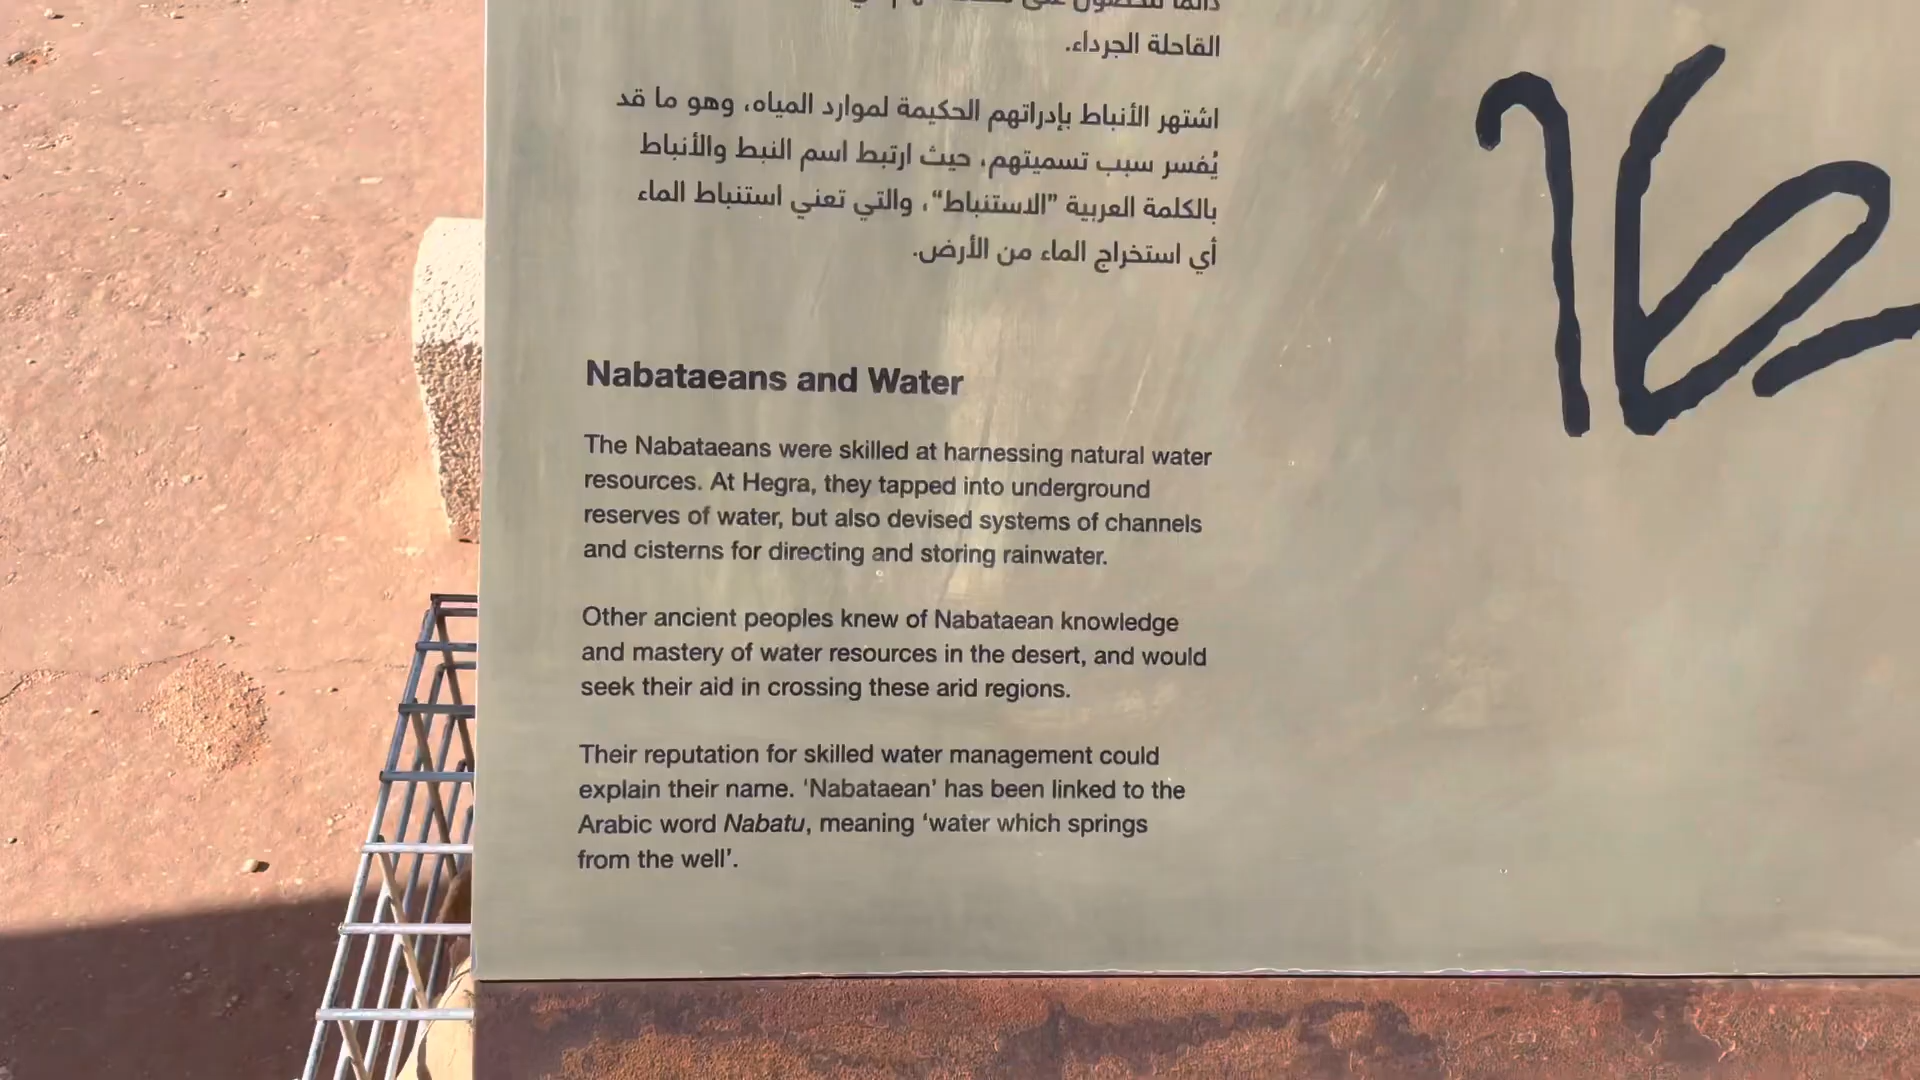 القاحلة الجرداء.
اشتهر الأنباط بإدراتهم الحكيمة لموارد المياه، وهو ما قد
يُفسر سبب تسميتهم، حيث ارتبط اسم النبط والأنباط
بالكلمة العربية "الاستنباط"، والتي تعني استنباط الماء
أي استخراج الماء من الأرض.
Nabataeans and Water
The Nabataeans were skilled at harnessing natural water
resources. At Hegra, they tapped into underground
reserves of water, but also devised systems of channels
and cisterns for directing and storing rainwater.
Other ancient peoples knew of Nabataean knowledge
and mastery of water resources in the desert, and would
seek their aid in crossing these arid regions.
Their reputation for skilled water management could
explain their name. ‘Nabataean’ has been linked to the
Arabic word Nabatu, meaning ‘water which springs
from the well’.